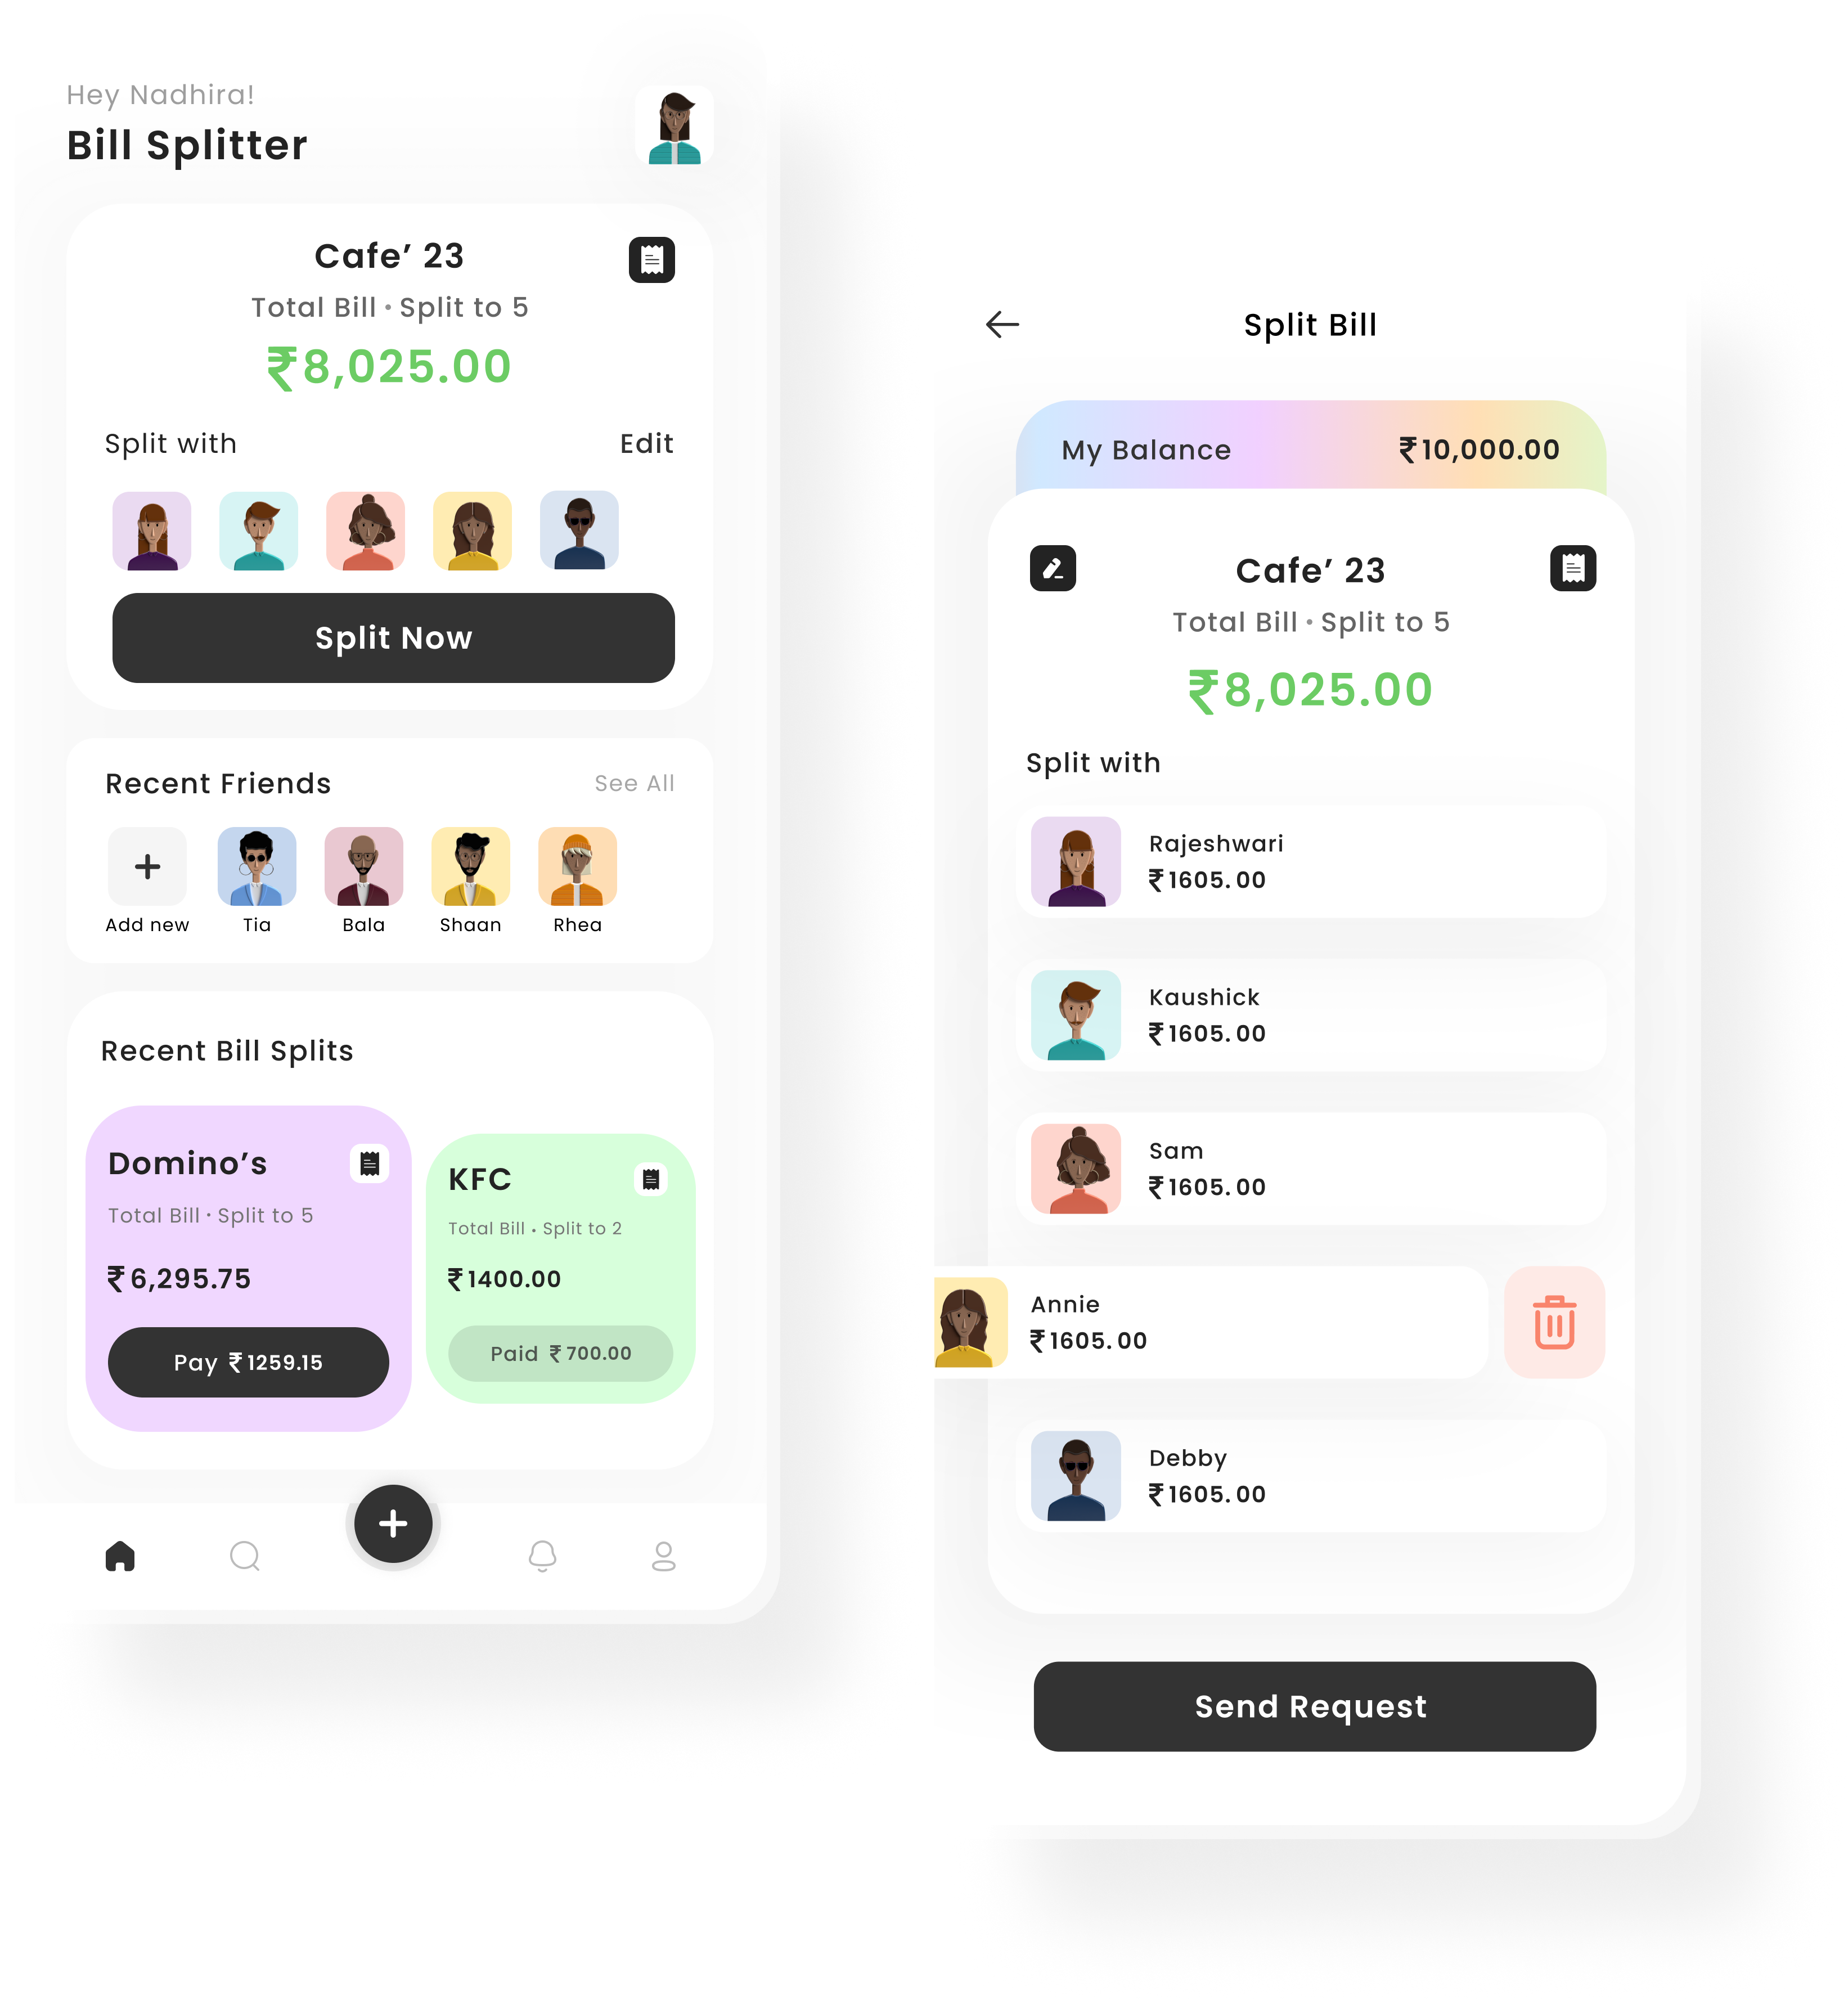 Hey Nadhira!
Bill Splitter
Cafe’ 23
Total Bill • Split to 5
₹8,025.00
Split with
Edit
Split Now
Recent Friends
See All
Add new
Tia
Bala
Shaan
Rhea
Recent Bill Splits
Domino’s
Total Bill • Split to 5
₹6,295.75
Pay ₹1259.15
KFC
Total Bill • Split to 2
₹1400.00
Paid ₹700.00
Split Bill
My Balance
₹10,000.00
Cafe’ 23
Total Bill • Split to 5
₹8,025.00
Split with
Rajeshwari
₹1605.00
Kaushick
₹1605.00
Sam
₹1605.00
Annie
₹1605.00
Debby
₹1605.00
Send Request